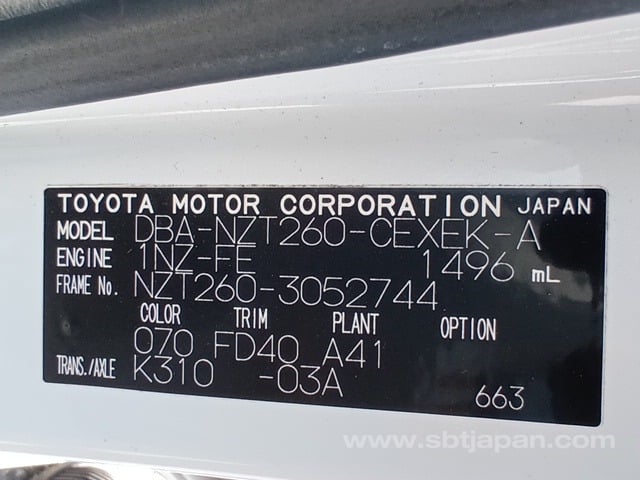 TOYOTA MOTOR CORPORATION JAPAN
MODEL DBA-NZT260-CEXEK-A
ENGINE 1NZ-FE 1496 mL
FRAME No. NZT260-3052744
COLOR TRIM PLANT OPTION
070 FD40 A41
TRANS./AXLE K310 -03A
663
www.sbtjapan.com